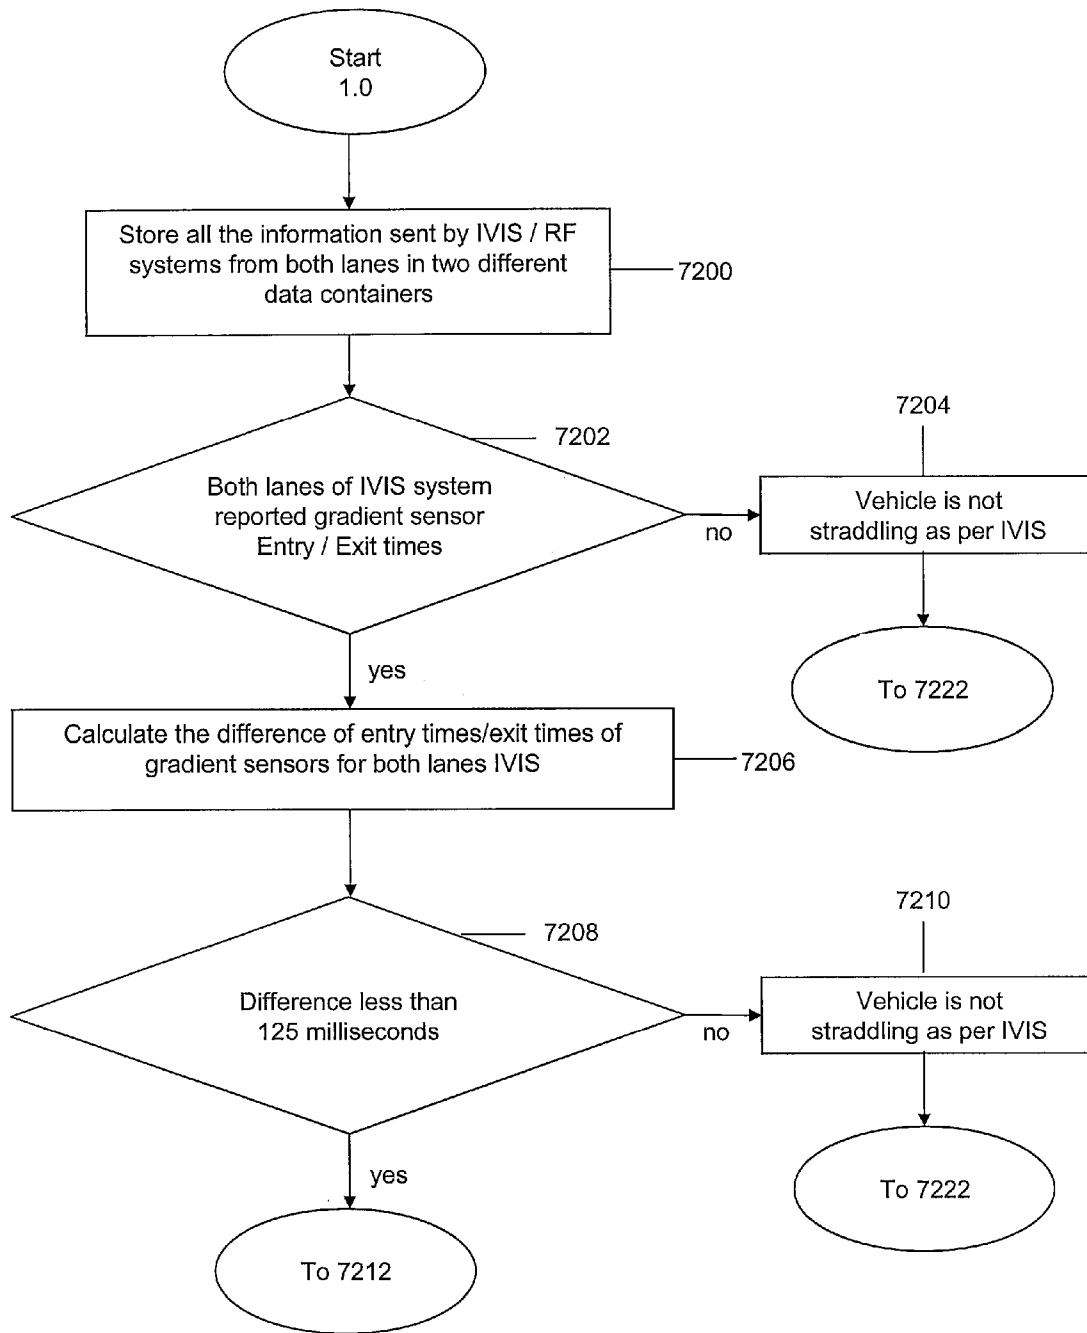 Start
1.0
Store all the information sent by IVIS / RF
systems from both lanes in two different
data containers
7200
7204
7202
Both lanes of IVIS system
reported gradient sensor
Entry / Exit times
no
Vehicle is not
straddling as per IVIS
yes
To 7222
Calculate the difference of entry times/exit times of
gradient sensors for both lanes IVIS
7206
7210
7208
Difference less than
125 milliseconds
no
Vehicle is not
straddling as per IVIS
yes
To 7222
To 7212